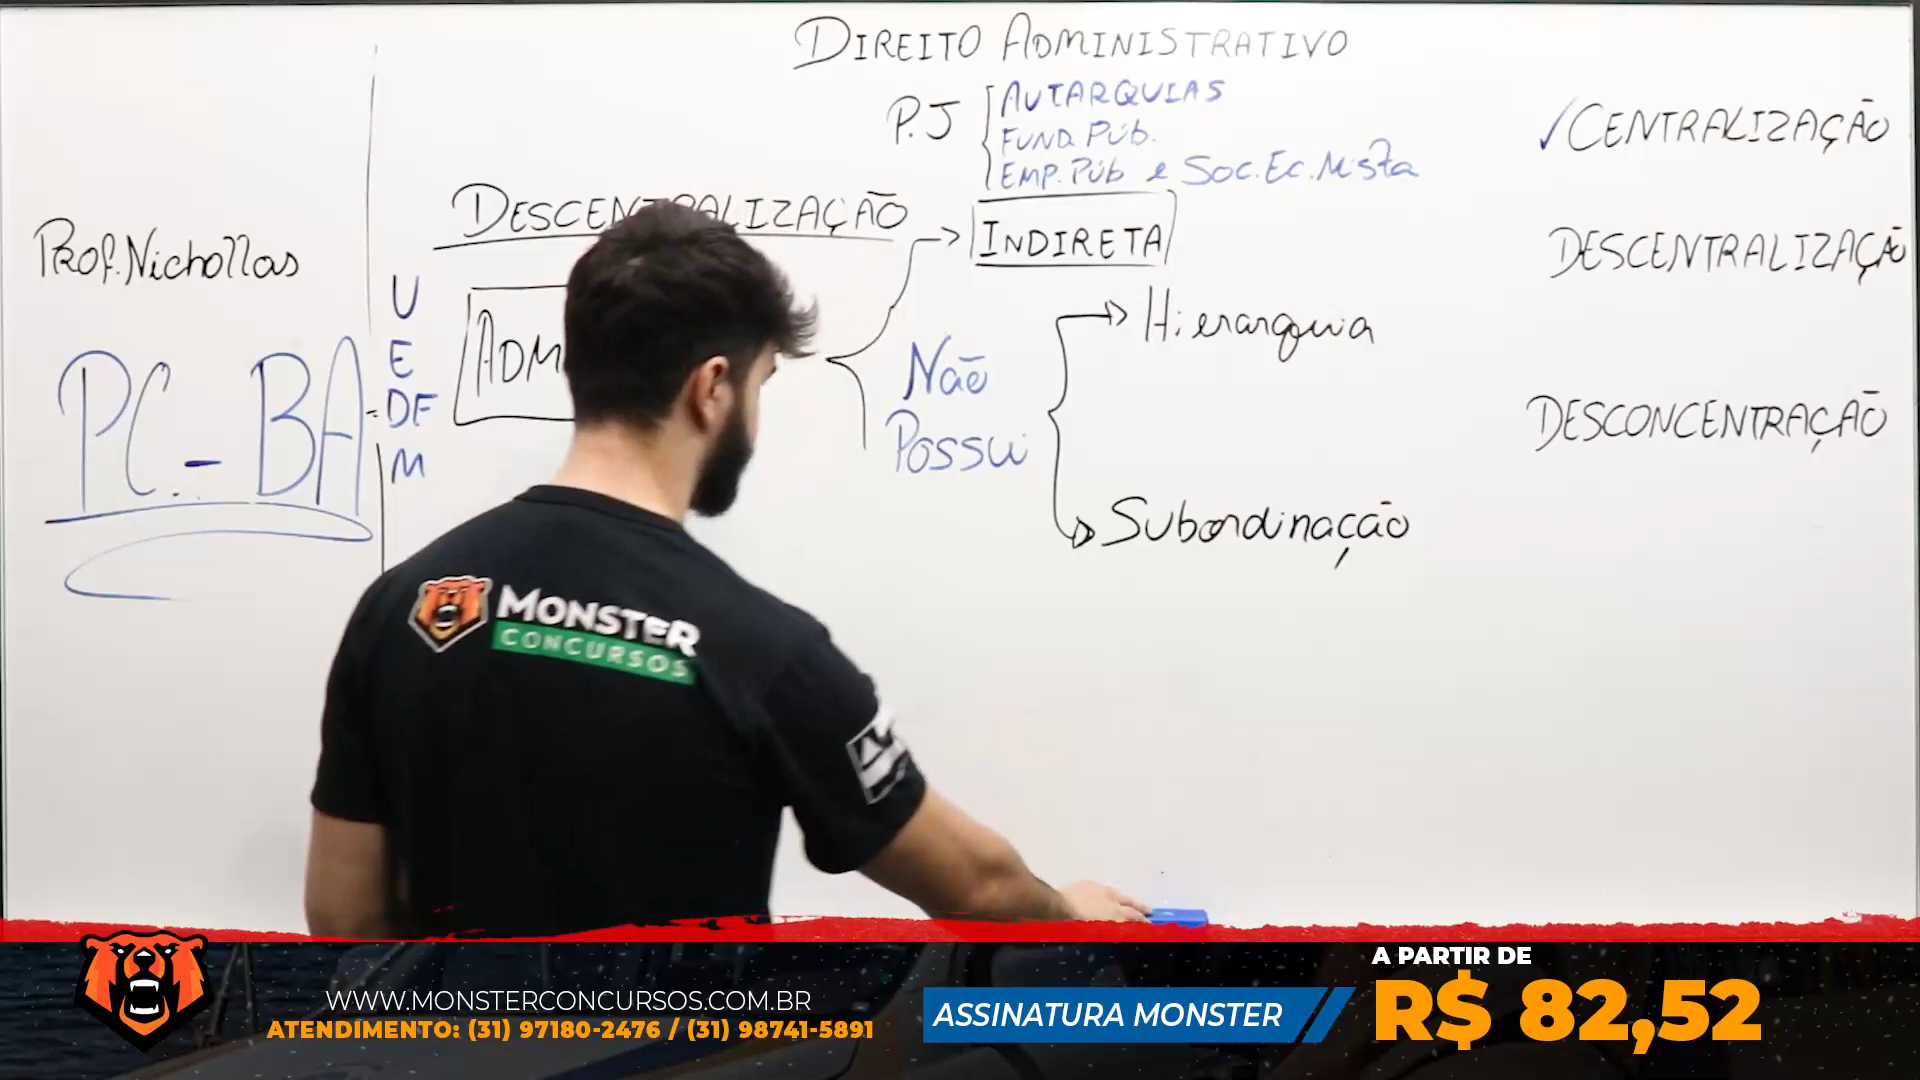 DIREITO ADMINISTRATIVO
P.J
AUTARQUIAS
FUND. PÚB.
EMP. PÚB e Soc. Ec. Mista
✓CENTRALIZAÇÃO
DESCENTRALIZAÇÃO
INDIRETA
DESCENTRALIZAÇÃO
Prof. Nichollas
PC-BA
U
E
DF
M
ADM
Não
Possui
Hierarquia
Subordinação
DESCONCENTRAÇÃO
MONSTER
CONCURSOS
WWW.MONSTERCONCURSOS.COM.BR
ATENDIMENTO: (31) 97180-2476 / (31) 98741-5891
ASSINATURA MONSTER
A PARTIR DE
R$ 82,52